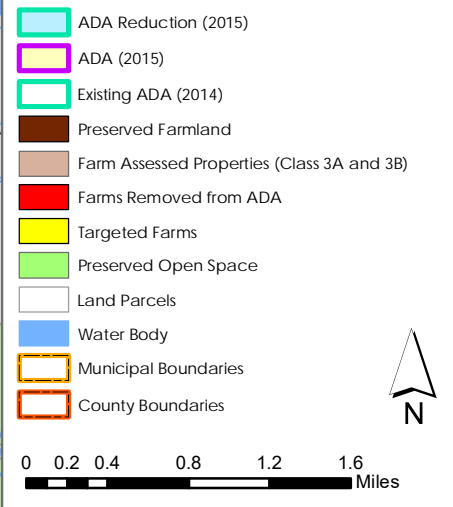 ADA Reduction (2015)
ADA (2015)
Existing ADA (2014)
Preserved Farmland
Farm Assessed Properties (Class 3A and 3B)
Farms Removed from ADA
Targeted Farms
Preserved Open Space
Land Parcels
Water Body
Municipal Boundaries
County Boundaries
N
0 0.2 0.4 0.8 1.2 1.6
Miles